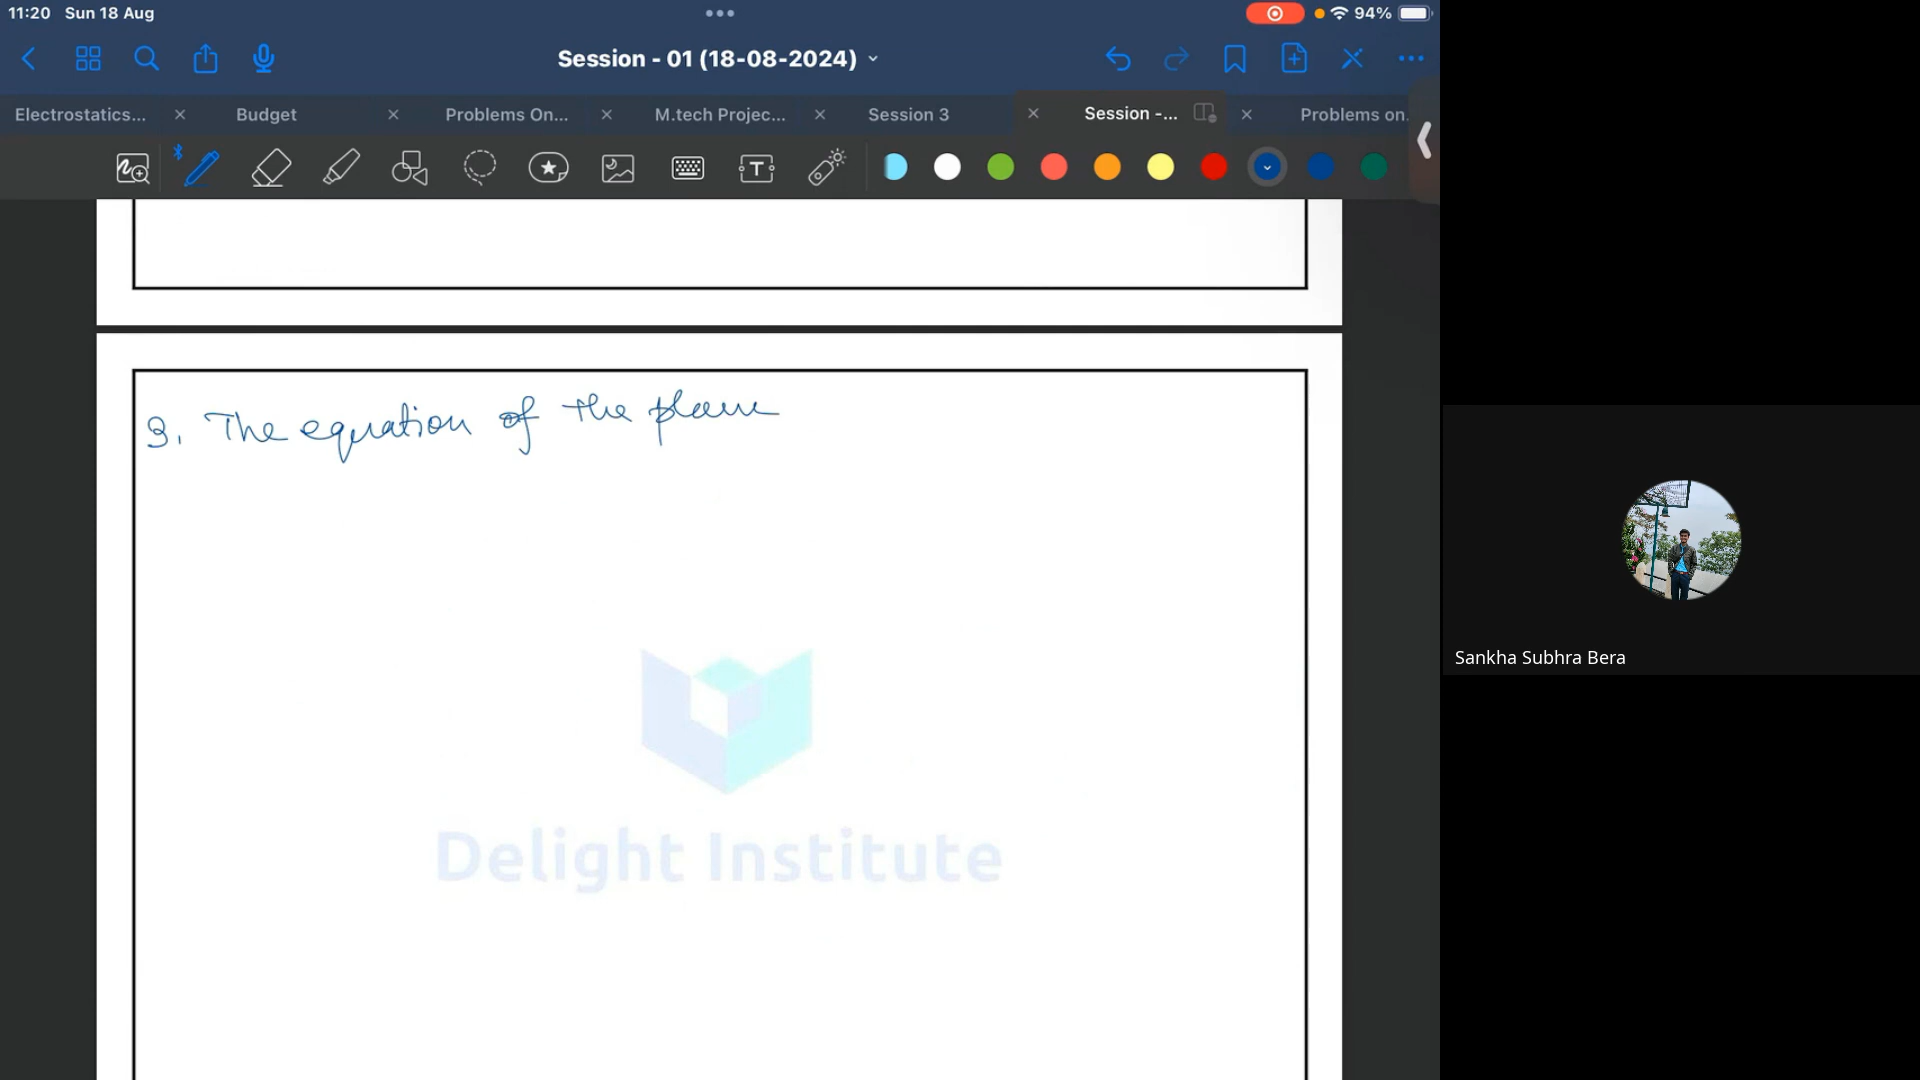 11:20 Sun 18 Aug
94%
Session - 01 (18-08-2024)
Electrostatics...
Budget
Problems On...
M.tech Projec...
Session 3
Session -...
Problems on.
T
3. The equation of the plane
Delight Institute
Sankha Subhra Bera